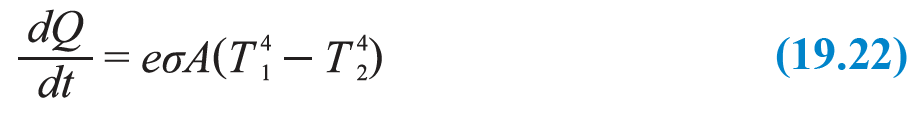 dQ/dt = eσA(T₁⁴ − T₂⁴) (19.22)